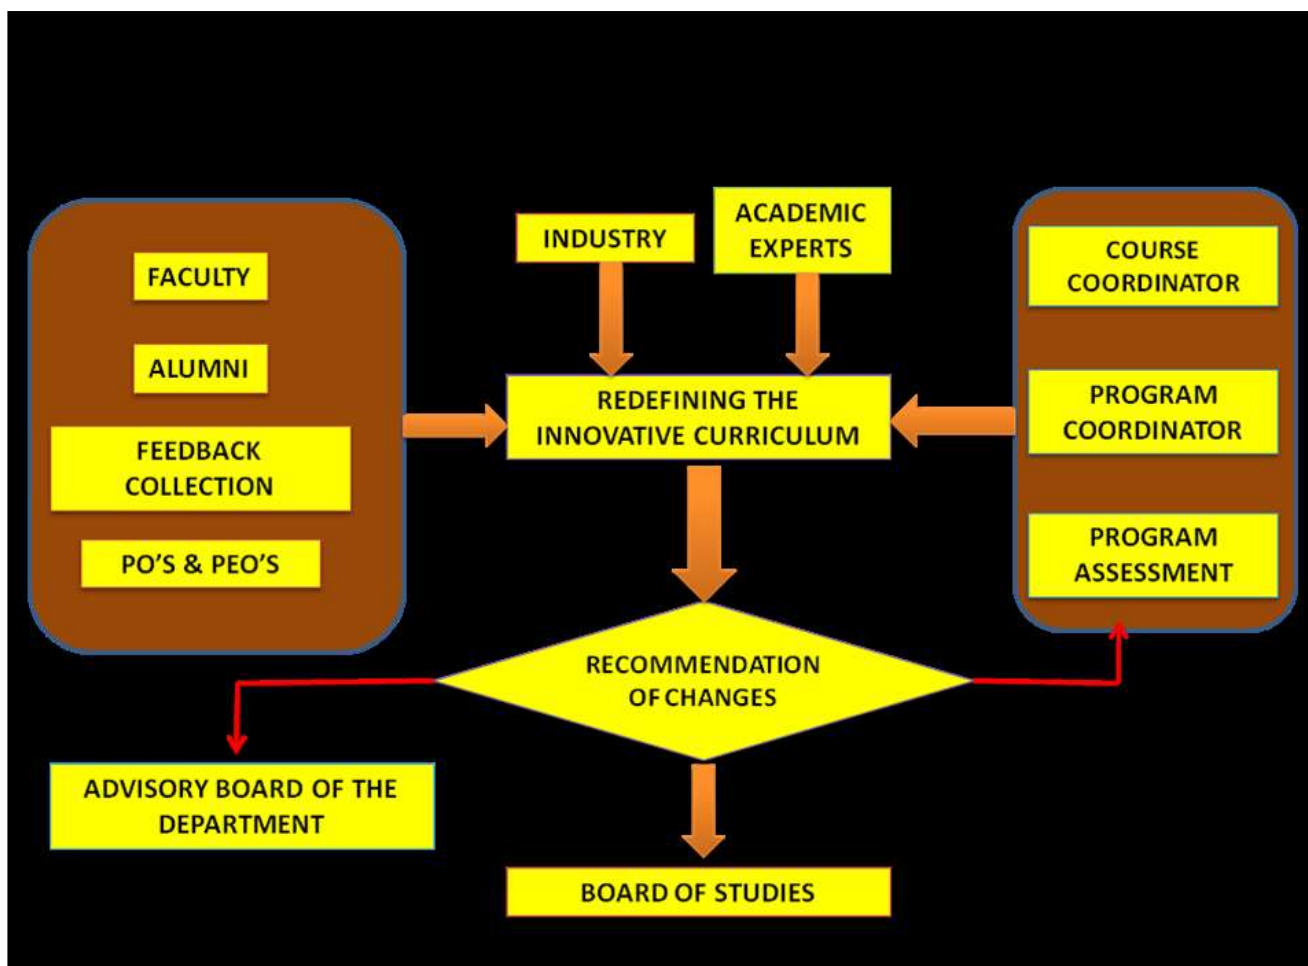 INDUSTRY
ACADEMIC
EXPERTS
FACULTY
ALUMNI
FEEDBACK
COLLECTION
PO'S & PEO'S
REDEFINING THE
INNOVATIVE CURRICULUM
COURSE
COORDINATOR
PROGRAM
COORDINATOR
PROGRAM
ASSESSMENT
RECOMMENDATION
OF CHANGES
ADVISORY BOARD OF THE
DEPARTMENT
BOARD OF STUDIES